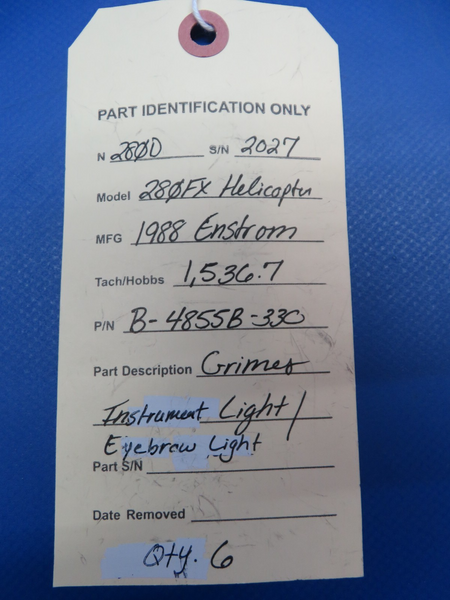 PART IDENTIFICATION ONLY
N 280D S/N 2027
Model 280FX Helicopter
MFG 1988 Enstrom
Tach/Hobbs 1,536.7
P/N B-4855B-330
Part Description Grimes
Instrument Light/
Eyebrow Light
Part S/N
Date Removed
Qty. 6